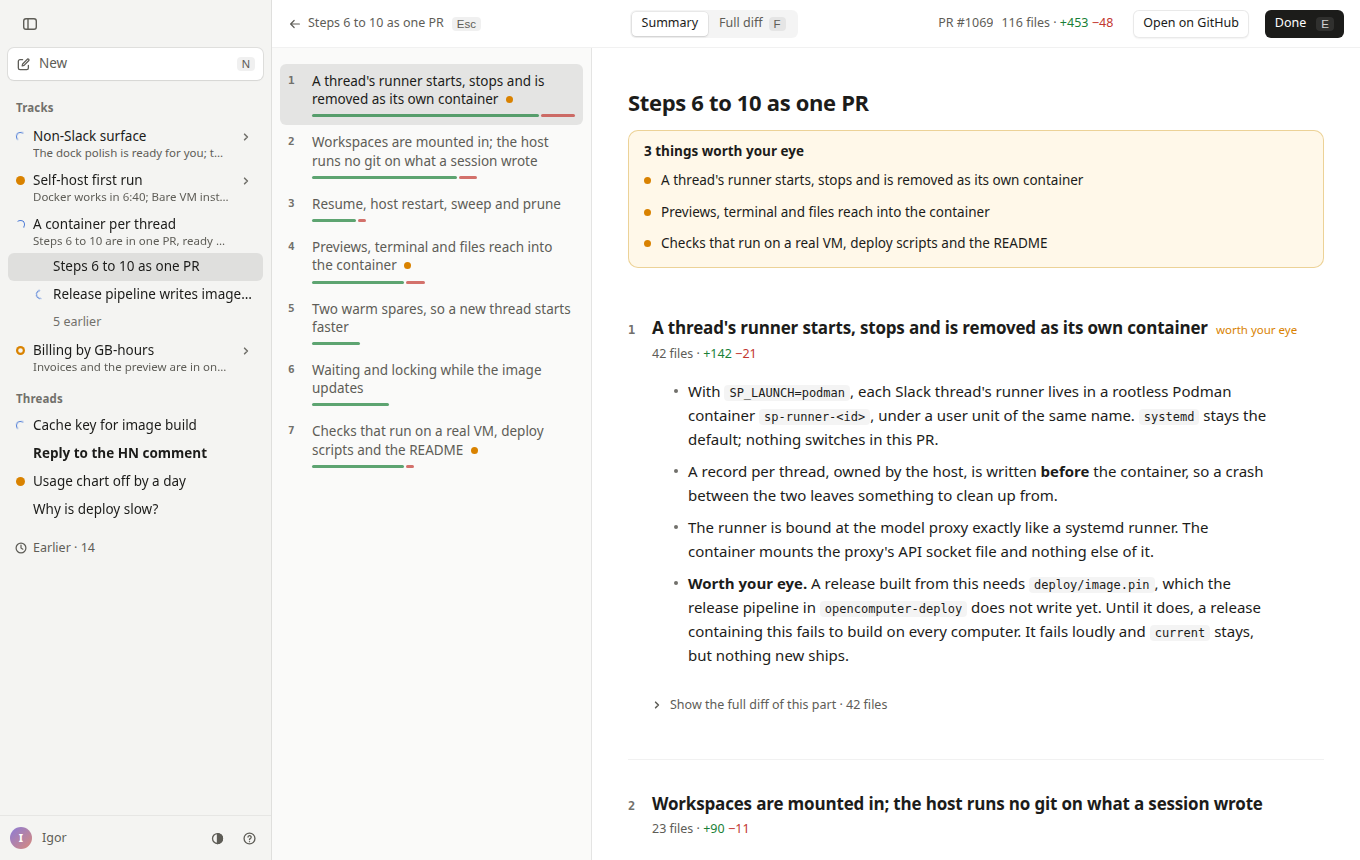 New N
Tracks
Non-Slack surface
The dock polish is ready for you; t...
Self-host first run
Docker works in 6:40; Bare VM inst...
A container per thread
Steps 6 to 10 are in one PR, ready ...
Steps 6 to 10 as one PR
Release pipeline writes image...
5 earlier
Billing by GB-hours
Invoices and the preview are in on...
Threads
Cache key for image build
Reply to the HN comment
Usage chart off by a day
Why is deploy slow?
Earlier · 14
I Igor
Steps 6 to 10 as one PR Esc
Summary Full diff F
PR #1069 116 files · +453 −48 Open on GitHub Done E
1 A thread's runner starts, stops and is
removed as its own container
2 Workspaces are mounted in; the host
runs no git on what a session wrote
3 Resume, host restart, sweep and prune
4 Previews, terminal and files reach into
the container
5 Two warm spares, so a new thread starts
faster
6 Waiting and locking while the image
updates
7 Checks that run on a real VM, deploy
scripts and the README
Steps 6 to 10 as one PR
3 things worth your eye
A thread's runner starts, stops and is removed as its own container
Previews, terminal and files reach into the container
Checks that run on a real VM, deploy scripts and the README
1 A thread's runner starts, stops and is removed as its own container worth your eye
42 files · +142 −21
• With SP_LAUNCH=podman, each Slack thread's runner lives in a rootless Podman
container sp-runner-<id>, under a user unit of the same name. systemd stays the
default; nothing switches in this PR.
• A record per thread, owned by the host, is written before the container, so a crash
between the two leaves something to clean up from.
• The runner is bound at the model proxy exactly like a systemd runner. The
container mounts the proxy's API socket file and nothing else of it.
• Worth your eye. A release built from this needs deploy/image.pin, which the
release pipeline in opencomputer-deploy does not write yet. Until it does, a release
containing this fails to build on every computer. It fails loudly and current stays,
but nothing new ships.
Show the full diff of this part · 42 files
2 Workspaces are mounted in; the host runs no git on what a session wrote
23 files · +90 −11